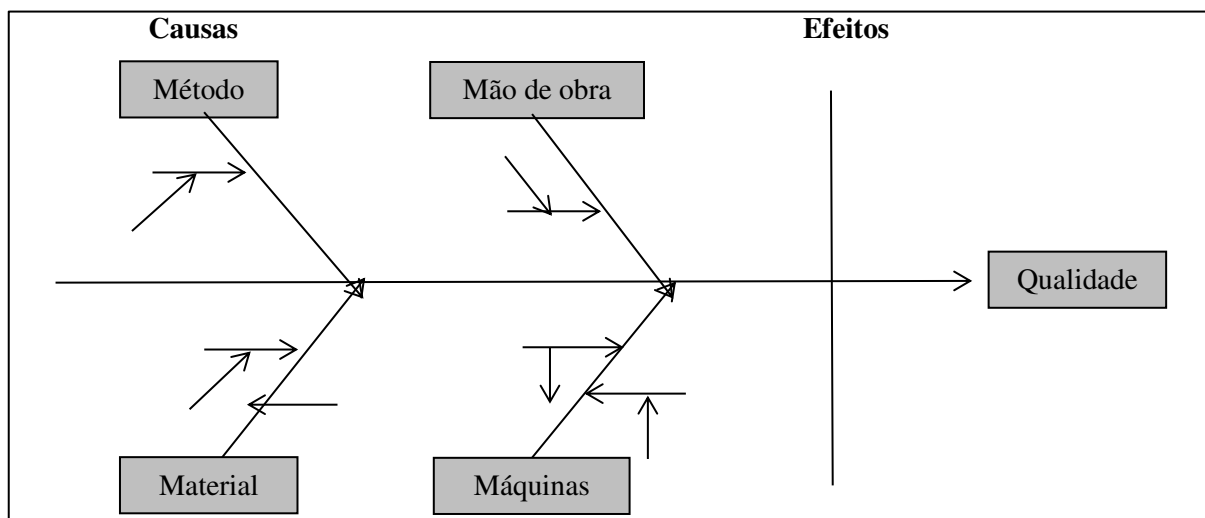 Causas
Efeitos
Método
Mão de obra
Qualidade
Material
Máquinas